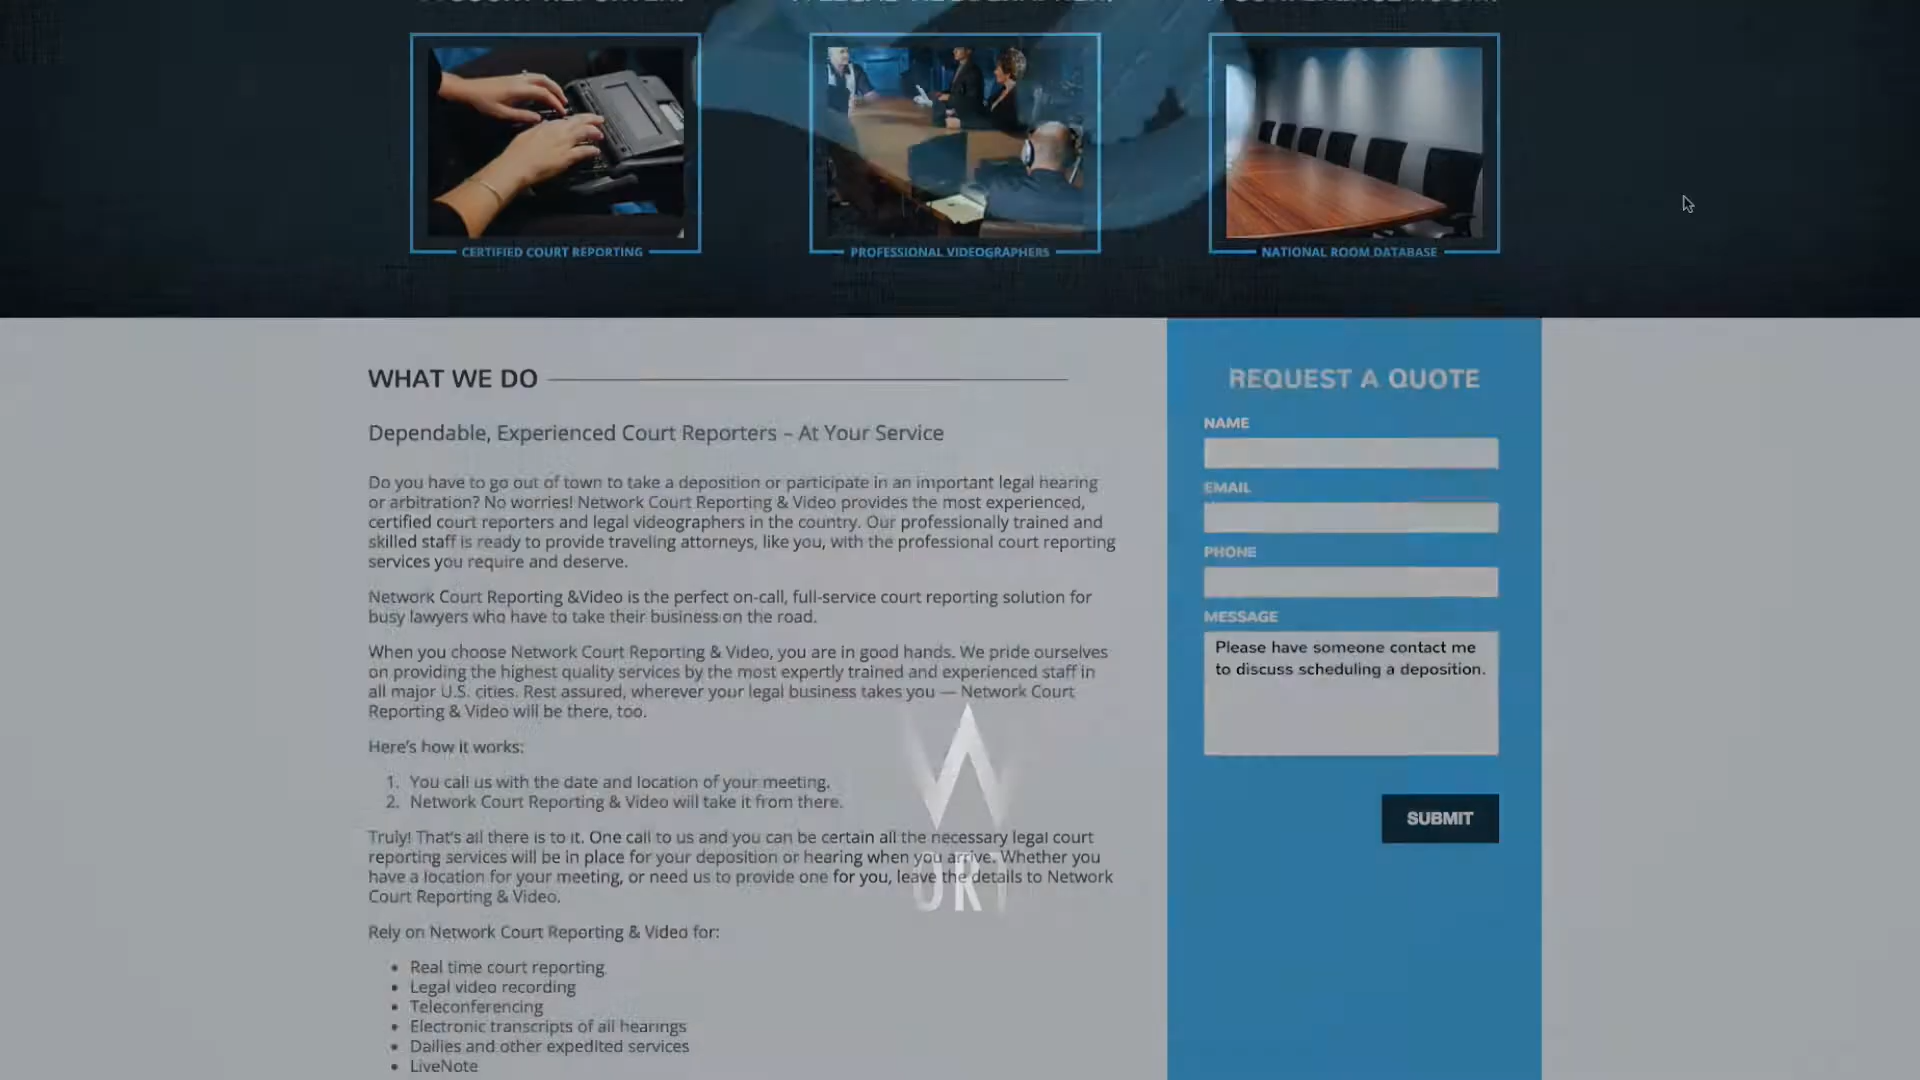 CERTIFIED COURT REPORTING
PROFESSIONAL VIDEOGRAPHERS
NATIONAL ROOM DATABASE
WHAT WE DO
Dependable, Experienced Court Reporters – At Your Service
Do you have to go out of town to take a deposition or participate in an important legal hearing
or arbitration? No worries! Network Court Reporting & Video provides the most experienced,
certified court reporters and legal videographers in the country. Our professionally trained and
skilled staff is ready to provide traveling attorneys, like you, with the professional court reporting
services you require and deserve.
Network Court Reporting &Video is the perfect on-call, full-service court reporting solution for
busy lawyers who have to take their business on the road.
When you choose Network Court Reporting & Video, you are in good hands. We pride ourselves
on providing the highest quality services by the most expertly trained and experienced staff in
all major U.S. cities. Rest assured, wherever your legal business takes you — Network Court
Reporting & Video will be there, too.
Here's how it works:
1. You call us with the date and location of your meeting.
2. Network Court Reporting & Video will take it from there.
Truly! That's all there is to it. One call to us and you can be certain all the necessary legal court
reporting services will be in place for your deposition or hearing when you arrive. Whether you
have a location for your meeting, or need us to provide one for you, leave the details to Network
Court Reporting & Video.
Rely on Network Court Reporting & Video for:
• Real time court reporting
• Legal video recording
• Teleconferencing
• Electronic transcripts of all hearings
• Dailies and other expedited services
• LiveNote
REQUEST A QUOTE
NAME
EMAIL
PHONE
MESSAGE
Please have someone contact me
to discuss scheduling a deposition.
SUBMIT